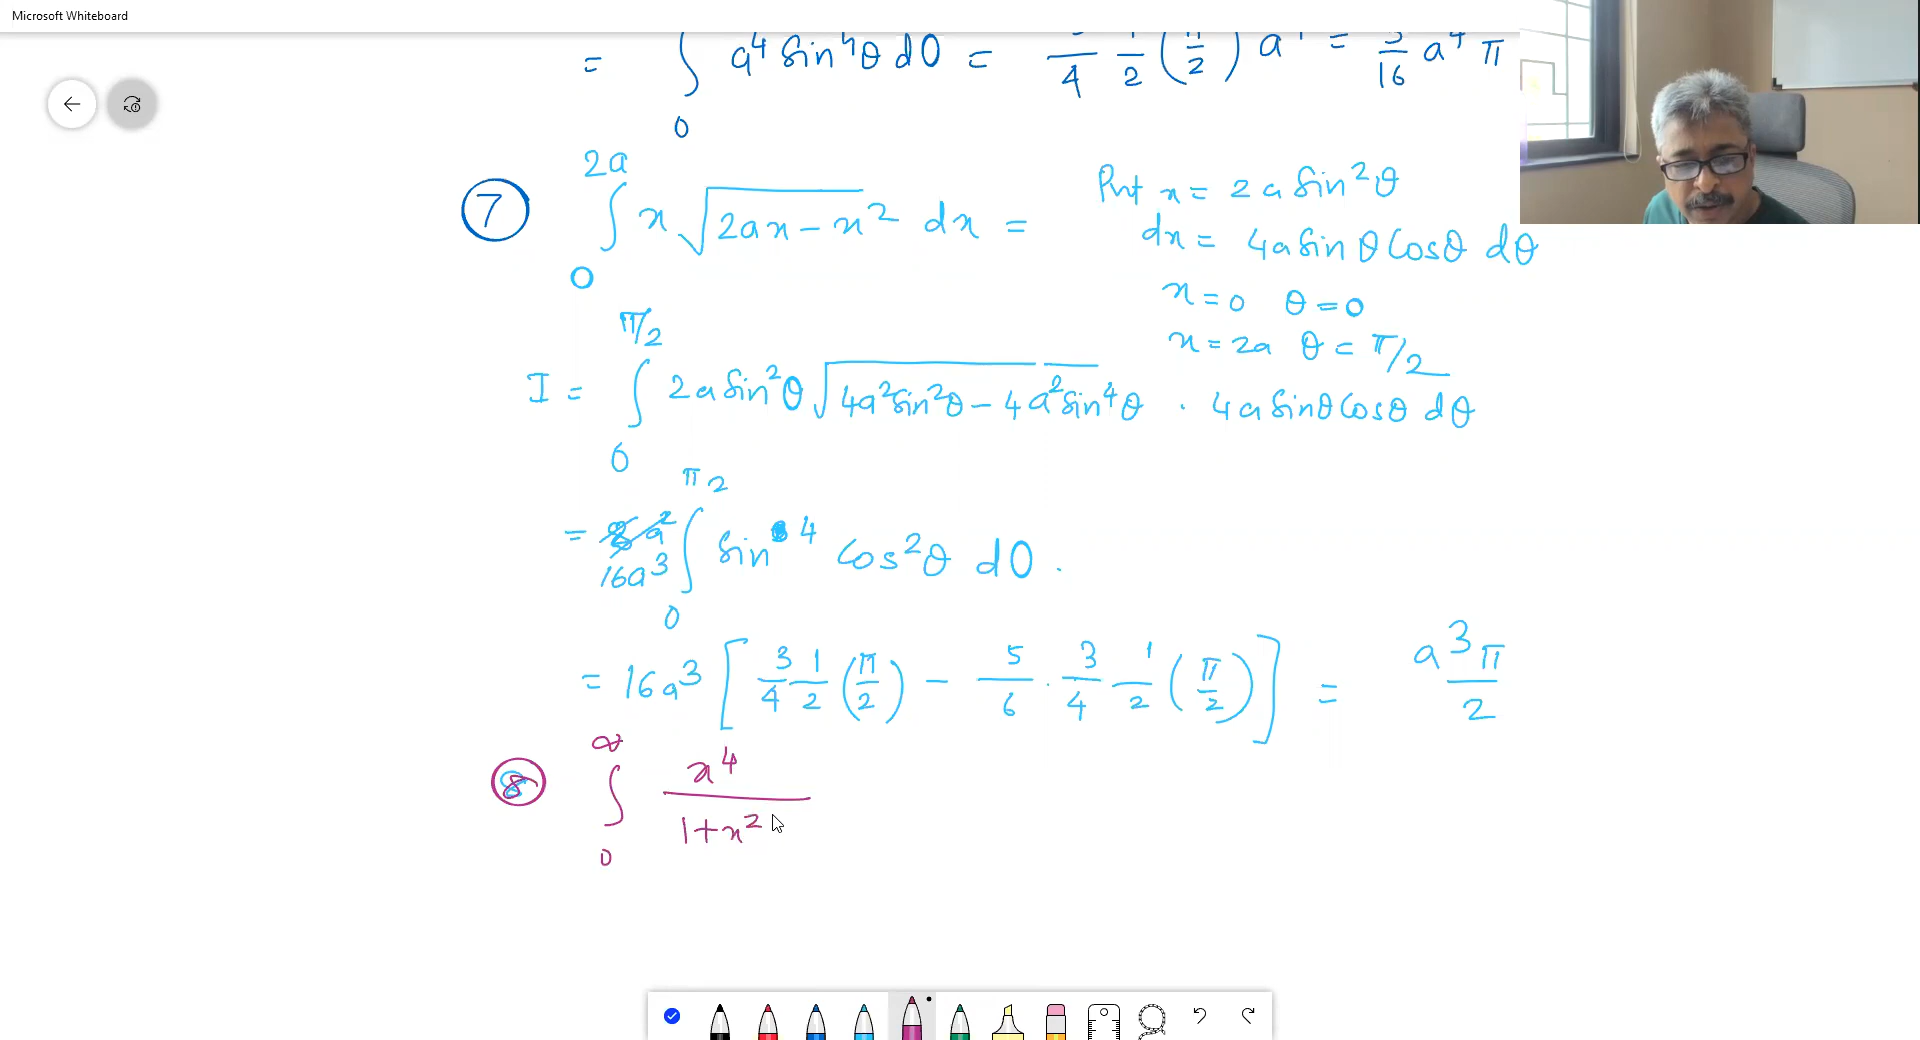 Microsoft Whiteboard
= ∫₀ a⁴ Sin⁴θ dθ = /4 1/2 (π/2) a⁴ = 3/16 a⁴ π
⑦ ∫₀^{2a} x √(2ax − x²) dx =
Put x = 2a Sin²θ
dx = 4a Sin θ Cosθ dθ
x = 0 θ = 0
x = 2a θ = π/2
I = ∫₀^{π/2} 2a Sin²θ √(4a²Sin²θ − 4a²Sin⁴θ) · 4a Sinθ Cosθ dθ
= 16a³ ∫₀^{π 2} Sin⁴ Cos²θ dθ.
= 16a³ [ 3/4 1/2 (π/2) − 5/6 · 3/4 1/2 (π/2) ] = a³π/2
⑧ ∫₀^∞ x⁴/(1+x²